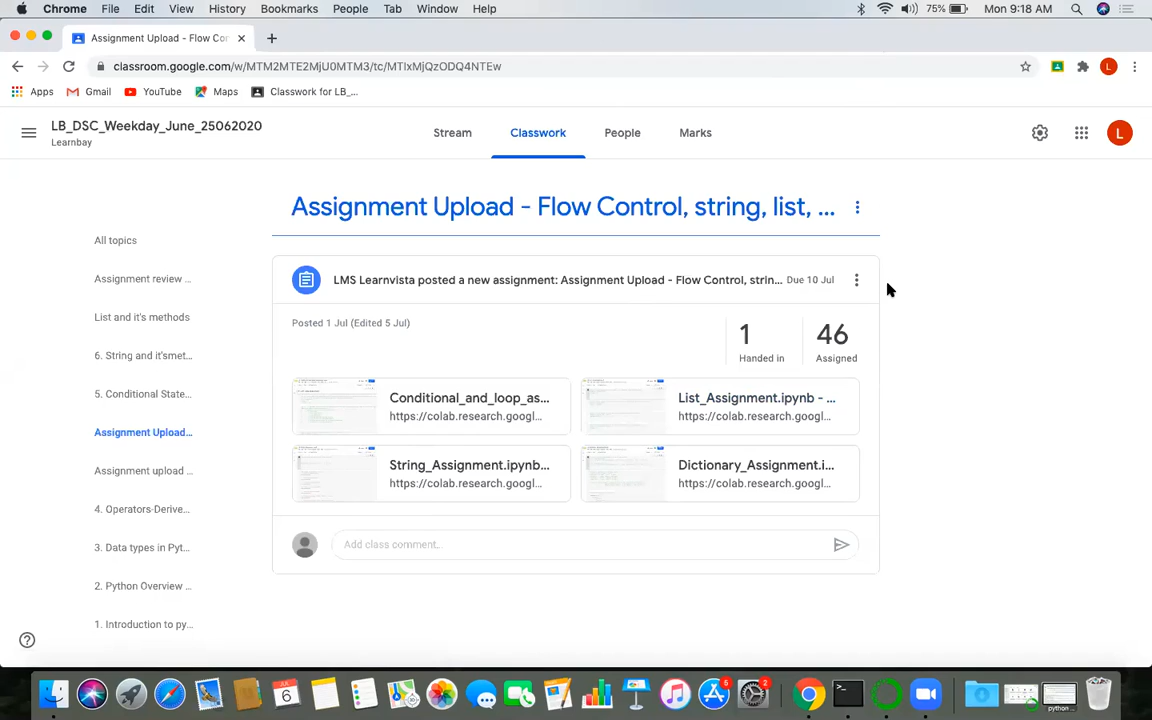 Chrome File Edit View History Bookmarks People Tab Window Help 75% Mon 9:18 AM
Assignment Upload - Flow Cor
classroom.google.com/w/MTM2MTE2MjU0MTM3/tc/MTIxMjQzODQ4NTEw L
Apps Gmail YouTube Maps Classwork for LB_...
LB_DSC_Weekday_June_25062020
Learnbay
Stream Classwork People Marks L
Assignment Upload - Flow Control, string, list, ...
All topics
Assignment review ...
List and it's methods
6. String and it'smet...
5. Conditional State...
Assignment Upload...
Assignment upload ...
4. Operators-Derive...
3. Data types in Pyt...
2. Python Overview ...
1. Introduction to py...
LMS Learnvista posted a new assignment: Assignment Upload - Flow Control, strin... Due 10 Jul
Posted 1 Jul (Edited 5 Jul)
1 46
Handed in Assigned
Conditional_and_loop_as...
https://colab.research.googl...
List_Assignment.ipynb - ...
https://colab.research.googl...
String_Assignment.ipynb...
https://colab.research.googl...
Dictionary_Assignment.i...
https://colab.research.googl...
Add class comment...
JUL
6
5
2
python